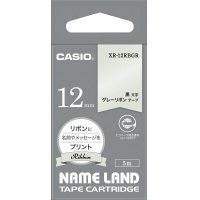 CASIO
XR-12RBGR
12mm
黒文字
グレーリボンテープ
リボンに
名前やメッセージを
プリント
Ribbon
5m
NAME LAND
TAPE CARTRIDGE